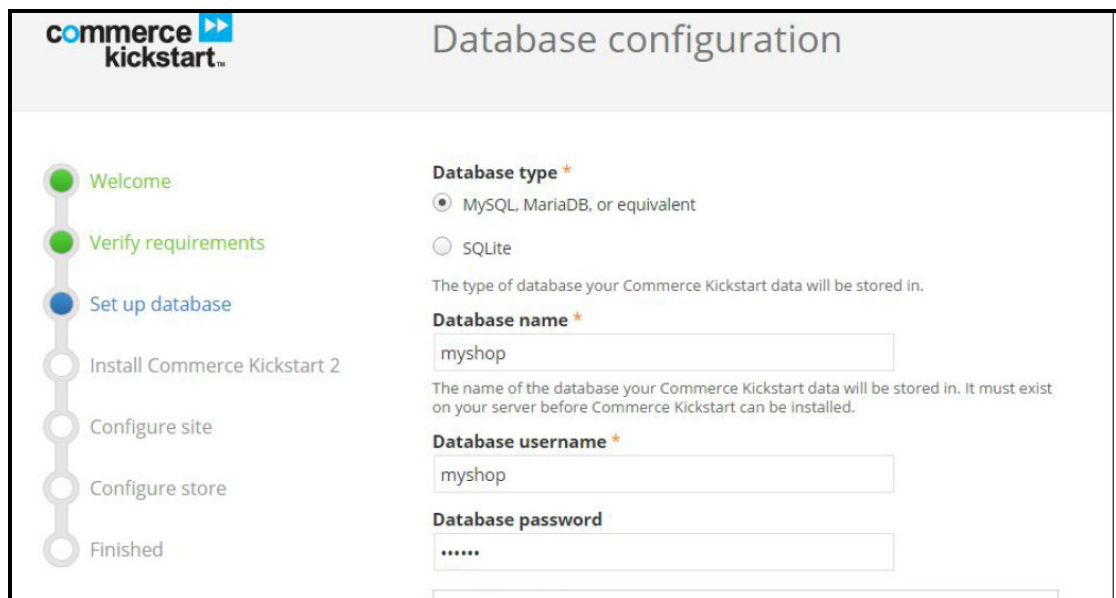 commerce
kickstart™
Database configuration
Welcome
Verify requirements
Set up database
Install Commerce Kickstart 2
Configure site
Configure store
Finished
Database type *
MySQL, MariaDB, or equivalent
SQLite
The type of database your Commerce Kickstart data will be stored in.
Database name *
myshop
The name of the database your Commerce Kickstart data will be stored in. It must exist
on your server before Commerce Kickstart can be installed.
Database username *
myshop
Database password
••••••